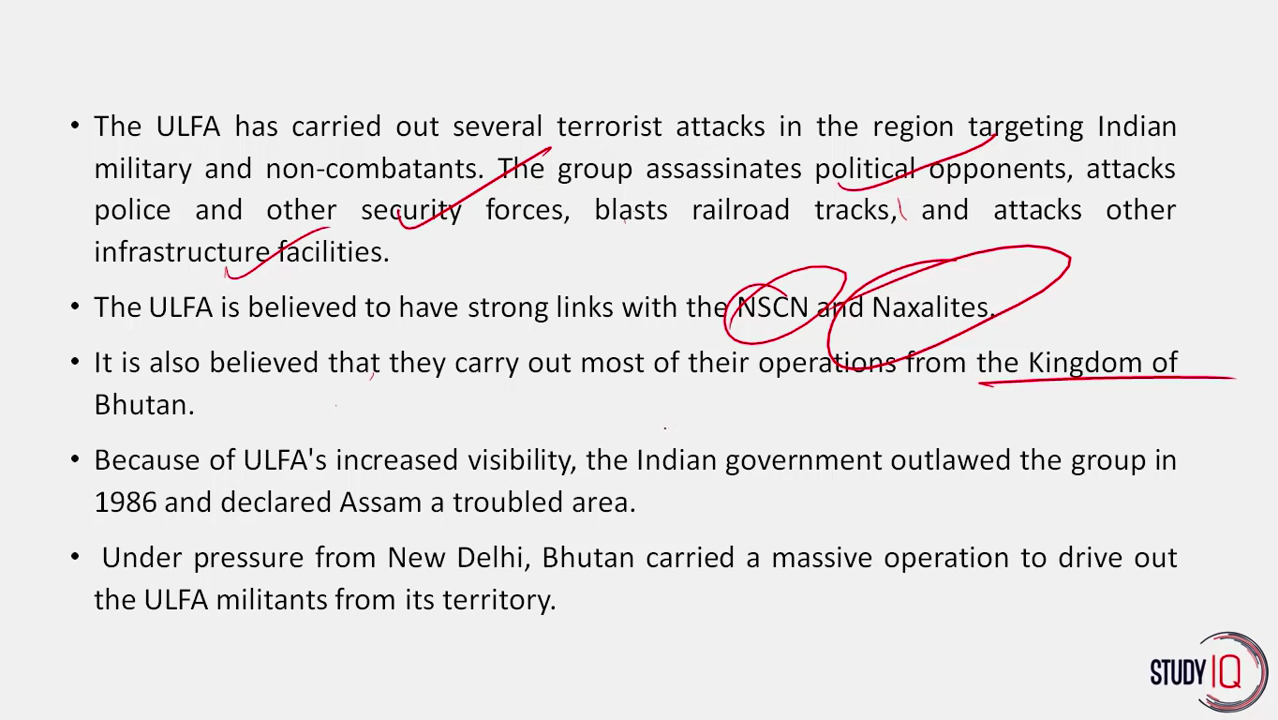 • The ULFA has carried out several terrorist attacks in the region targeting Indian
military and non-combatants. The group assassinates political opponents, attacks
police and other security forces, blasts railroad tracks, and attacks other
infrastructure facilities.
• The ULFA is believed to have strong links with the NSCN and Naxalites.
• It is also believed that they carry out most of their operations from the Kingdom of
Bhutan.
• Because of ULFA's increased visibility, the Indian government outlawed the group in
1986 and declared Assam a troubled area.
• Under pressure from New Delhi, Bhutan carried a massive operation to drive out
the ULFA militants from its territory.
STUDY IQ